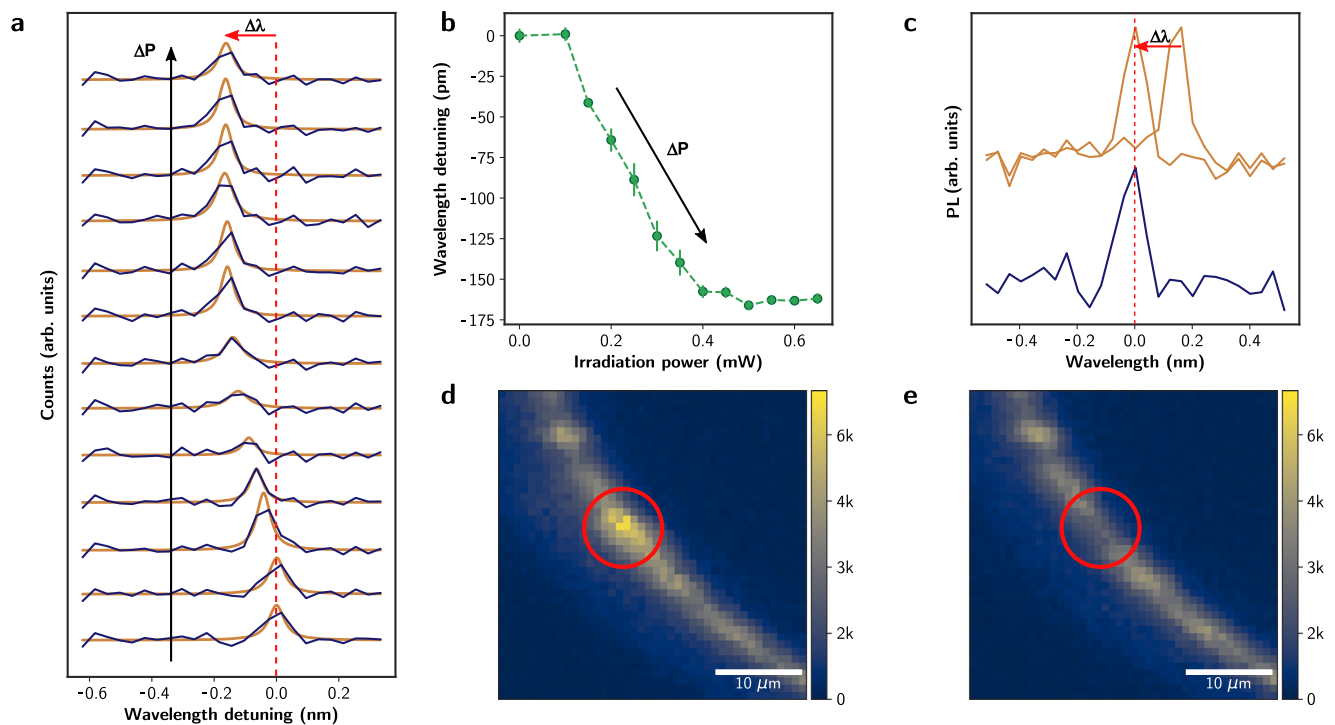 a
Δλ
ΔP
Counts (arb. units)
-0.6 -0.4 -0.2 0.0 0.2
Wavelength detuning (nm)
b
0
-25
-50
-75
-100
-125
-150
-175
Wavelength detuning (pm)
ΔP
0.0 0.2 0.4 0.6
Irradiation power (mW)
c
Δλ
PL (arb. units)
-0.4 -0.2 0.0 0.2 0.4
Wavelength (nm)
d
6k
4k
3k
2k
0
10 μm
e
6k
4k
3k
2k
0
10 μm